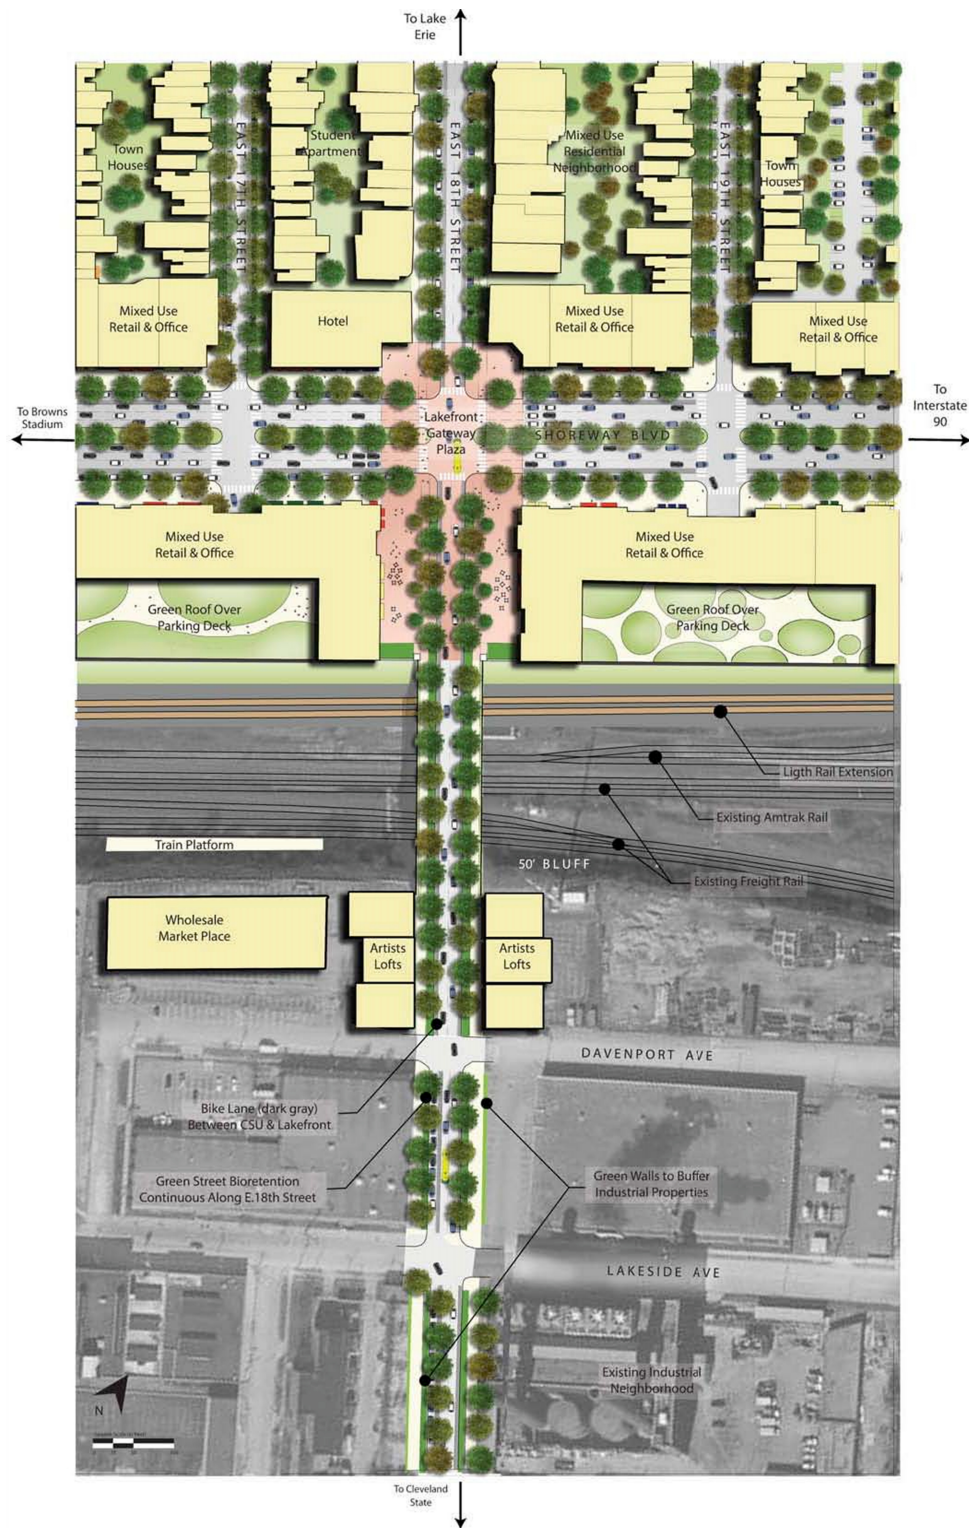 To Lake
Erie
Town
Houses
EAST 17TH STREET
Student
Apartment
EAST 18TH STREET
Mixed Use
Residential
Neighborhood
EAST 19TH STREET
Town
Houses
Mixed Use
Retail & Office
Hotel
Mixed Use
Retail & Office
Mixed Use
Retail & Office
To Browns
Stadium
Lakefront
Gateway
Plaza
SHOREWAY BLVD
To
Interstate
90
Mixed Use
Retail & Office
Mixed Use
Retail & Office
Green Roof Over
Parking Deck
Green Roof Over
Parking Deck
Ligth Rail Extension
Existing Amtrak Rail
Train Platform
50' BLUFF
Existing Freight Rail
Wholesale
Market Place
Artists
Lofts
Artists
Lofts
DAVENPORT AVE
Bike Lane (dark gray)
Between CSU & Lakefront
Green Street Bioretention
Continuous Along E.18th Street
Green Walls to Buffer
Industrial Properties
LAKESIDE AVE
Existing Industrial
Neighborhood
N
To Cleveland
State